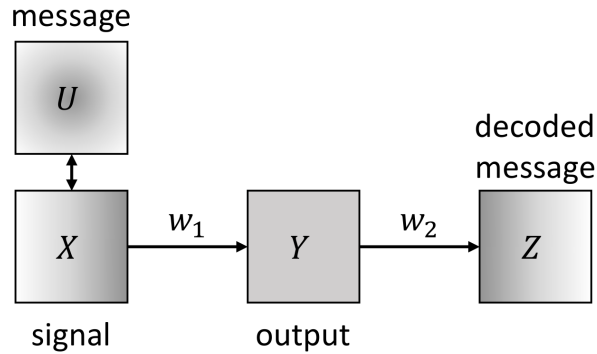 message
U
decoded
message
X
w₁
Y
w₂
Z
signal
output